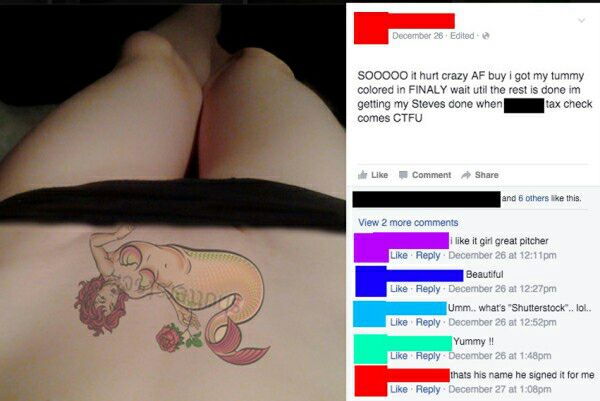 December 26 · Edited ·
SOOOOO it hurt crazy AF buy i got my tummy
colored in FINALY wait util the rest is done im
getting my Steves done when tax check
comes CTFU
Like Comment Share
and 6 others like this.
View 2 more comments
i like it girl great pitcher
Like · Reply · December 26 at 12:11pm
Beautiful
Like · Reply · December 26 at 12:27pm
Umm.. what's "Shutterstock".. lol..
Like · Reply · December 26 at 12:52pm
Yummy !!
Like · Reply · December 26 at 1:48pm
thats his name he signed it for me
Like · Reply · December 27 at 1:08pm